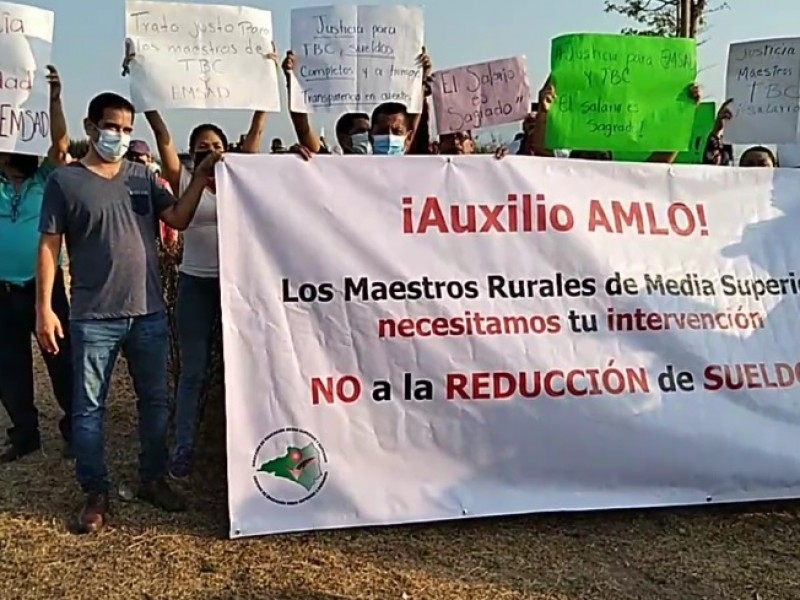 dad
EMSAD
Trato justo Para
los maestros de
TBC
Y
EMSAD
Justicia para
TBC, sueldos
Completos y a tiempo
Transparencia en
El Salario
es
Sagrado
#Justicia para EMSAD
Y TBC
El salario es
Sagrado!
Justicia
Maestros
TBC
¡Auxilio AMLO!
Los Maestros Rurales de Media Superio
necesitamos tu intervención
NO a la REDUCCIÓN de SUELDO